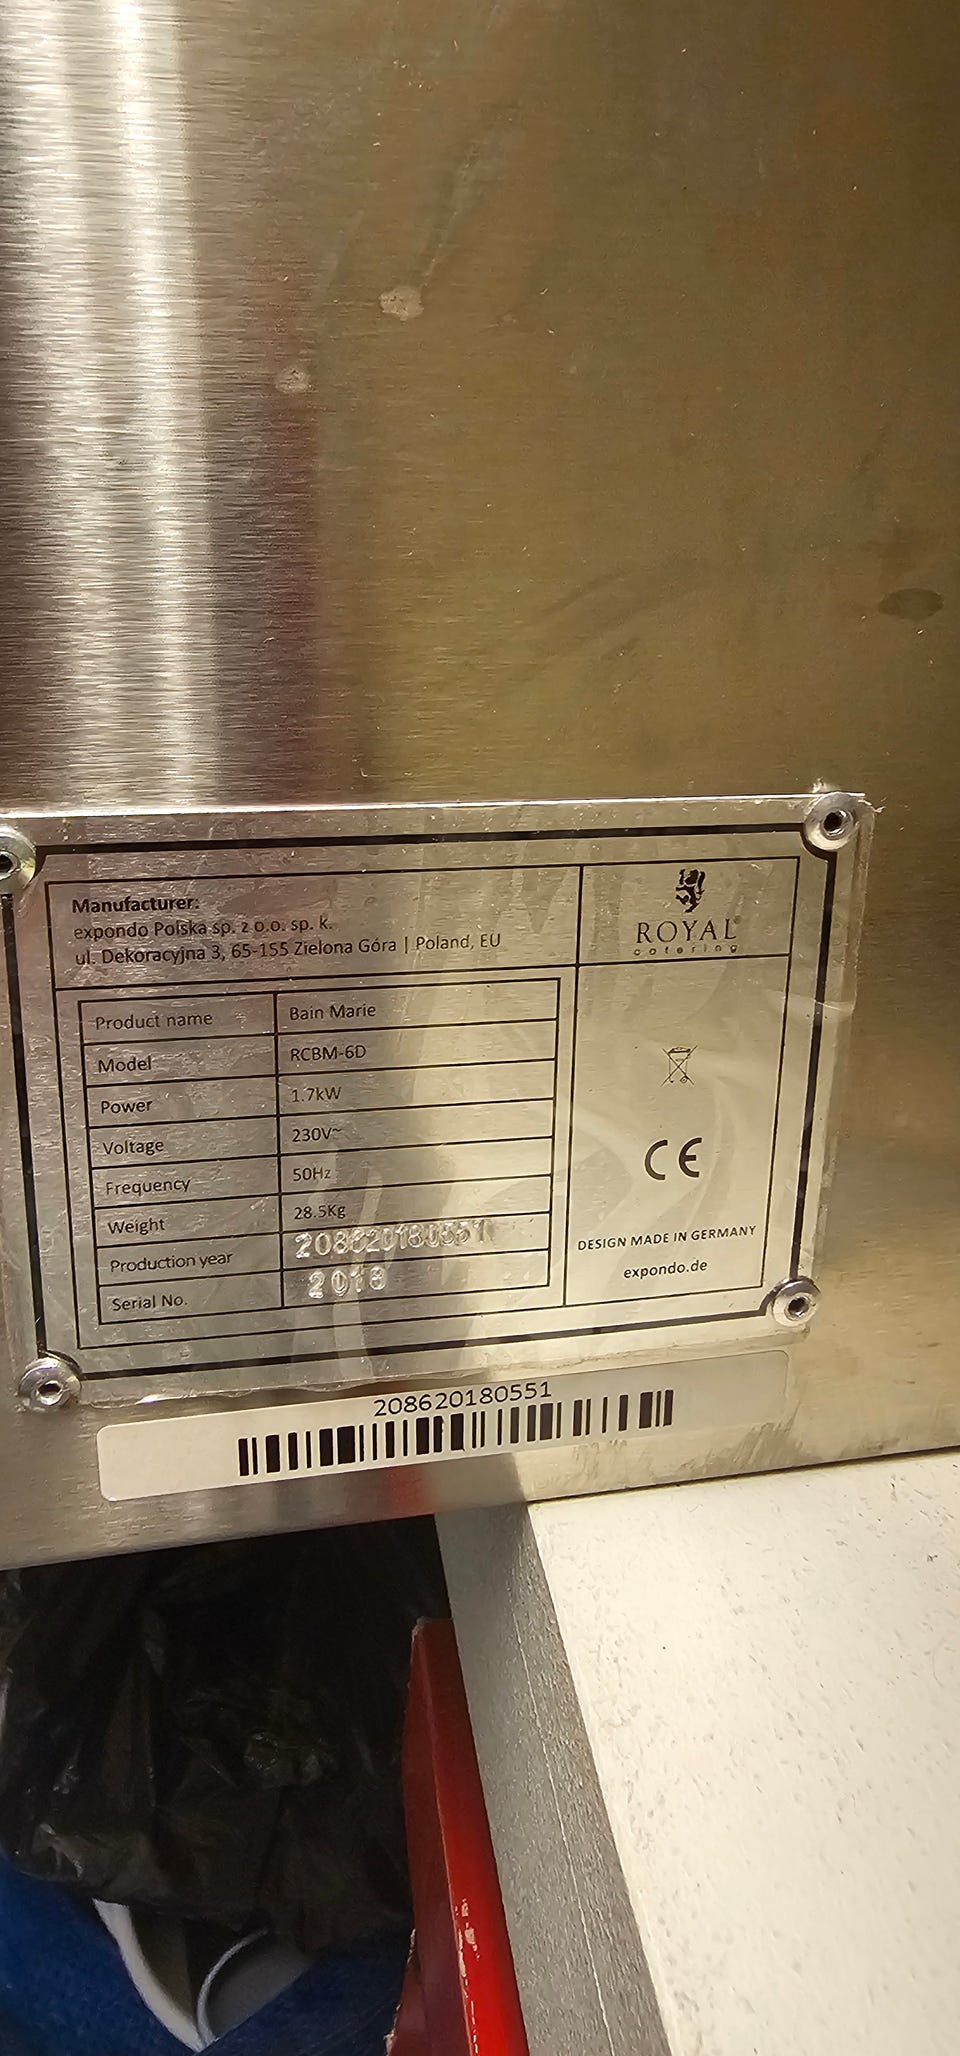 Manufacturer:
expondo Polska sp. z o.o. sp. k.
ul. Dekoracyjna 3, 65-155 Zielona Góra | Poland, EU
ROYAL
catering
Product name Bain Marie
Model RCBM-6D
Power 1.7kW
Voltage 230V~
Frequency 50Hz
Weight 28.5Kg
Production year 208620180551
Serial No. 2018
CE
DESIGN MADE IN GERMANY
expondo.de
208620180551